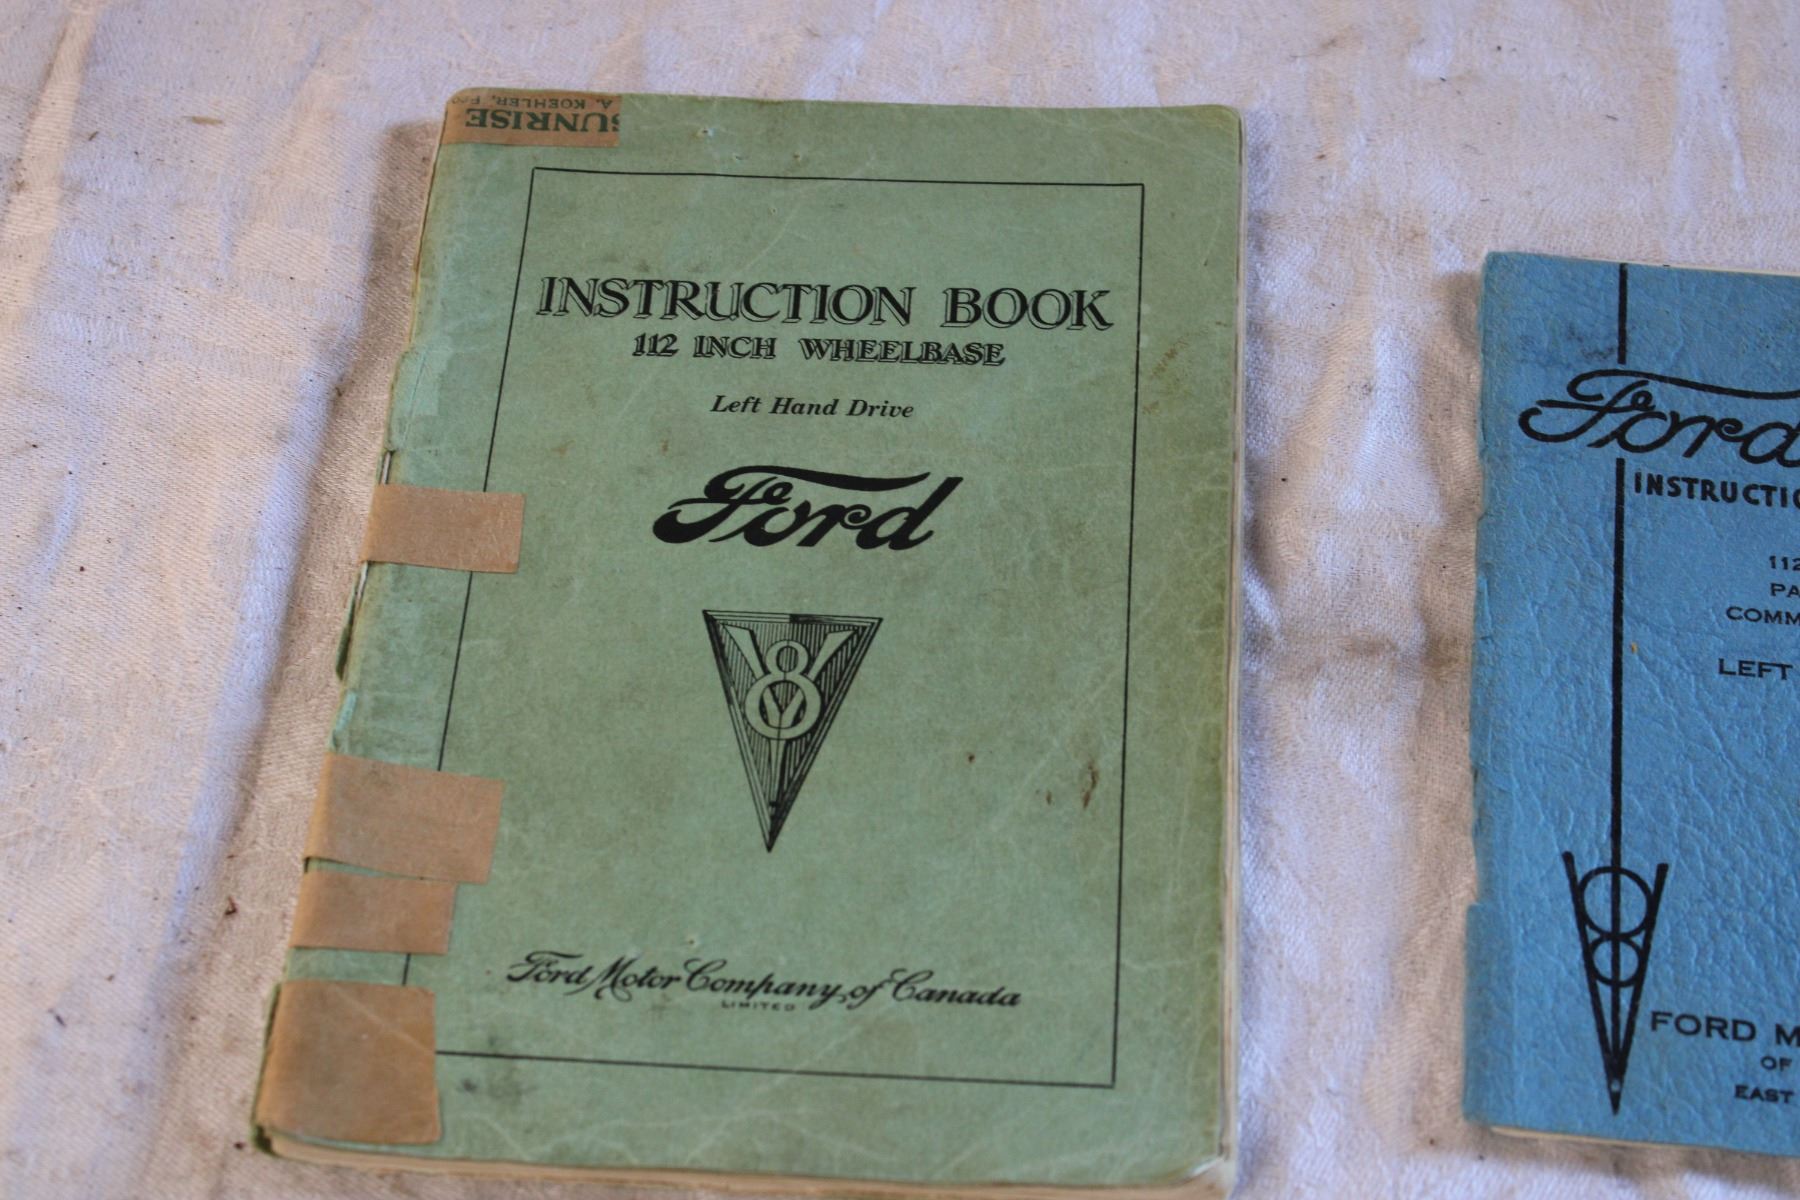 A. KOEHLER,
SUNRISE
INSTRUCTION BOOK
112 INCH WHEELBASE
Left Hand Drive
Ford
V8
Ford Motor Company of Canada
LIMITED
Ford
INSTRUCTIO
112
PA
COMM
LEFT
V8
FORD M
OF
EAST